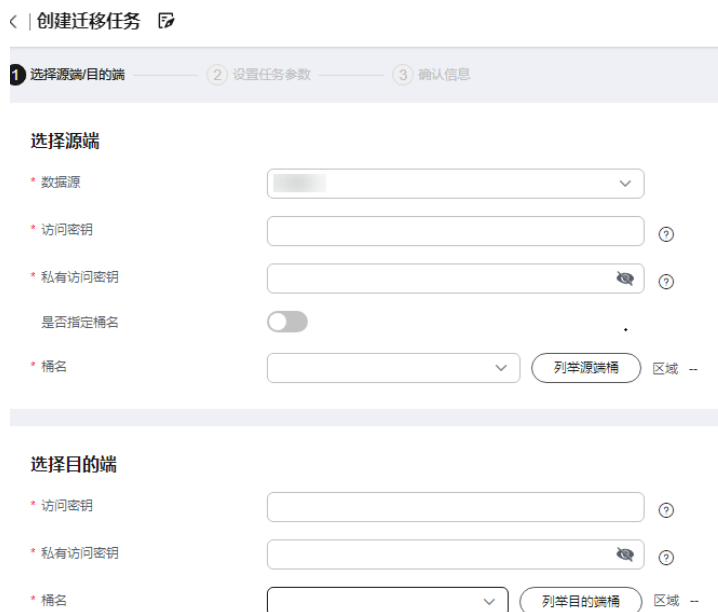 创建迁移任务
1 选择源端/目的端 2 设置任务参数 3 确认信息
选择源端
* 数据源
* 访问密钥
* 私有访问密钥
是否指定桶名
* 桶名 列举源端桶 区域 --
选择目的端
* 访问密钥
* 私有访问密钥
* 桶名 列举目的端桶 区域 --